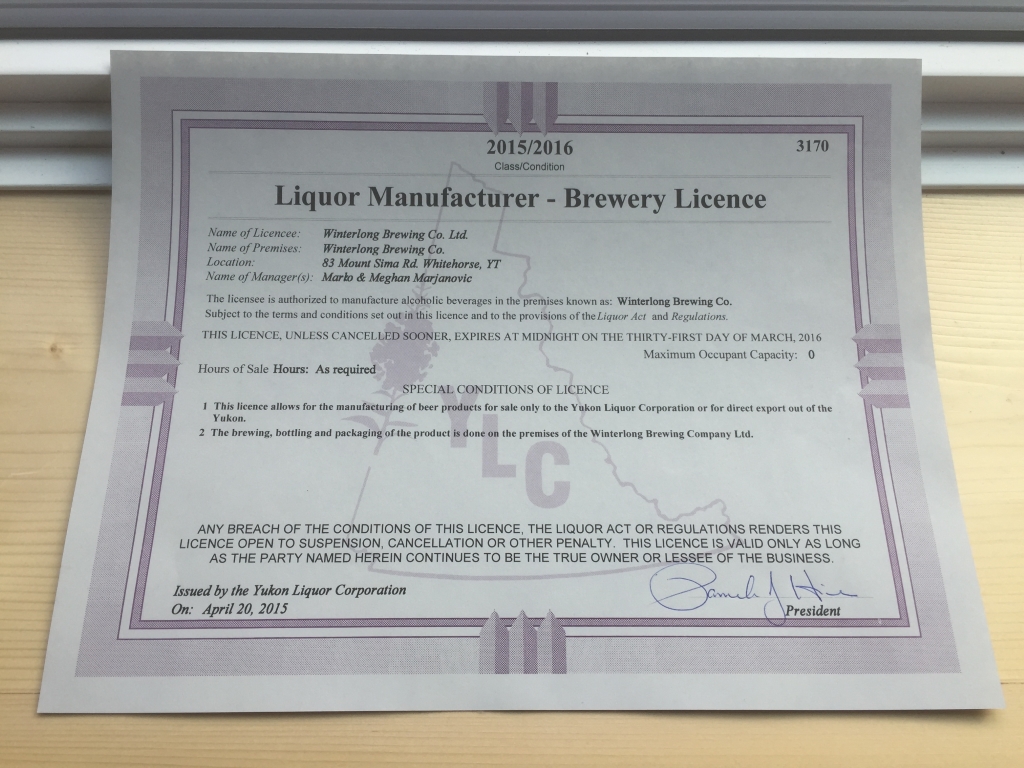 2015/2016
3170
Class/Condition
Liquor Manufacturer - Brewery Licence
Name of Licencee: Winterlong Brewing Co. Ltd.
Name of Premises: Winterlong Brewing Co.
Location: 83 Mount Sima Rd. Whitehorse, YT
Name of Manager(s): Marko & Meghan Marjanovic
The licensee is authorized to manufacture alcoholic beverages in the premises known as: Winterlong Brewing Co.
Subject to the terms and conditions set out in this licence and to the provisions of the Liquor Act and Regulations.
THIS LICENCE, UNLESS CANCELLED SOONER, EXPIRES AT MIDNIGHT ON THE THIRTY-FIRST DAY OF MARCH, 2016
Maximum Occupant Capacity: 0
Hours of Sale Hours: As required
SPECIAL CONDITIONS OF LICENCE
1 This licence allows for the manufacturing of beer products for sale only to the Yukon Liquor Corporation or for direct export out of the
Yukon.
2 The brewing, bottling and packaging of the product is done on the premises of the Winterlong Brewing Company Ltd.
YLC
ANY BREACH OF THE CONDITIONS OF THIS LICENCE, THE LIQUOR ACT OR REGULATIONS RENDERS THIS
LICENCE OPEN TO SUSPENSION, CANCELLATION OR OTHER PENALTY. THIS LICENCE IS VALID ONLY AS LONG
AS THE PARTY NAMED HEREIN CONTINUES TO BE THE TRUE OWNER OR LESSEE OF THE BUSINESS.
Issued by the Yukon Liquor Corporation
On: April 20, 2015
President